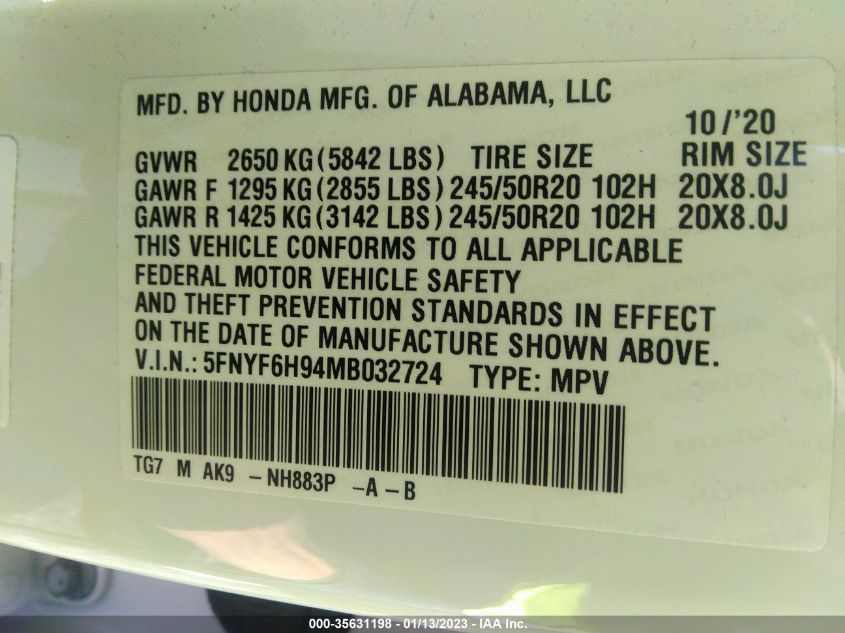 MFD. BY HONDA MFG. OF ALABAMA, LLC
10/'20
GVWR 2650 KG (5842 LBS) TIRE SIZE RIM SIZE
GAWR F 1295 KG (2855 LBS) 245/50R20 102H 20X8.0J
GAWR R 1425 KG (3142 LBS) 245/50R20 102H 20X8.0J
THIS VEHICLE CONFORMS TO ALL APPLICABLE
FEDERAL MOTOR VEHICLE SAFETY
AND THEFT PREVENTION STANDARDS IN EFFECT
ON THE DATE OF MANUFACTURE SHOWN ABOVE.
V.I.N.: 5FNYF6H94MB032724 TYPE: MPV
TG7 M AK9 -NH883P -A-B
000-35631198 - 01/13/2023 - IAA Inc.